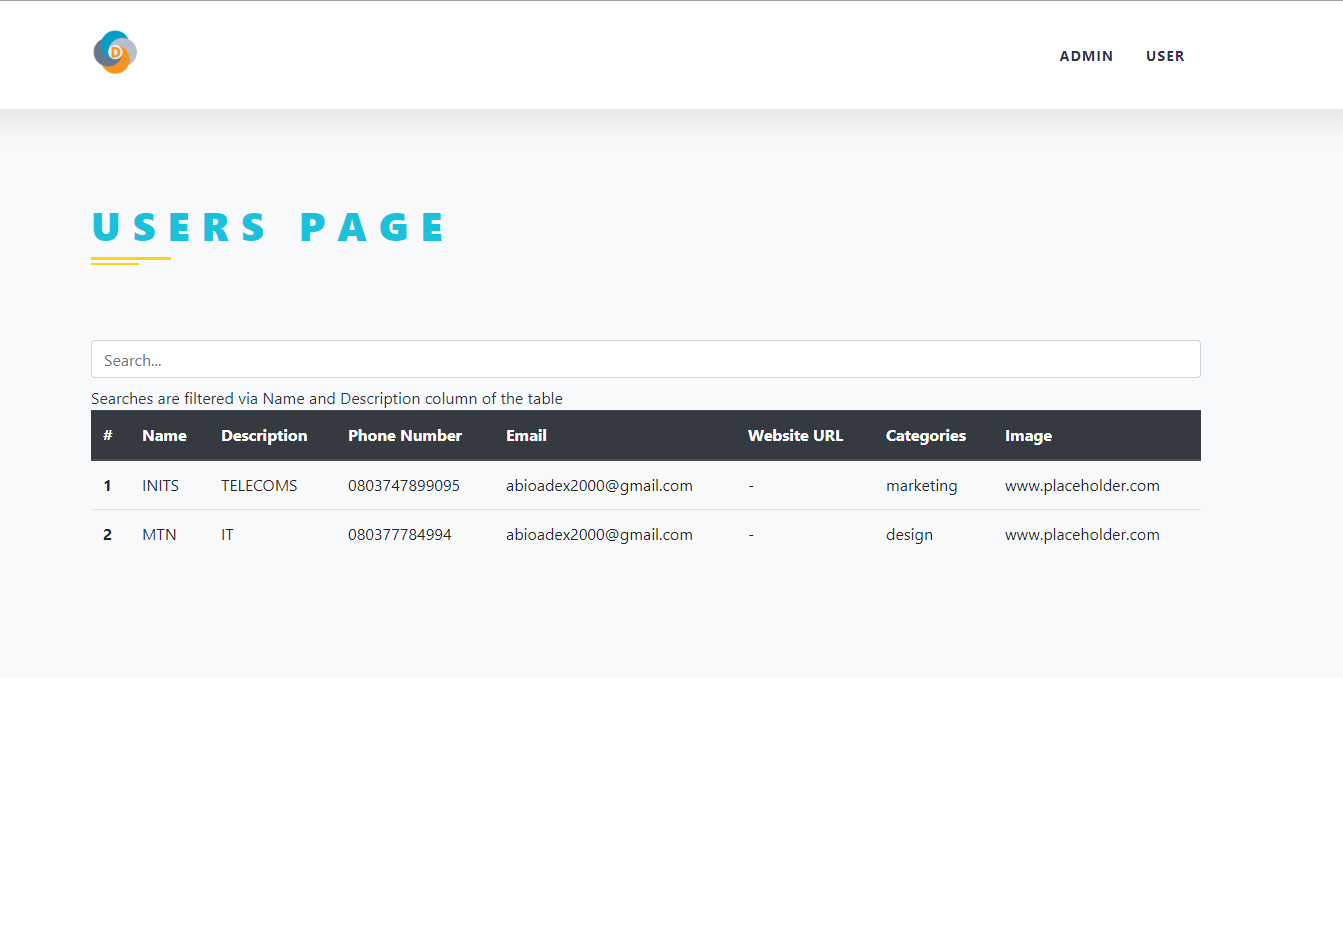 D
ADMIN USER
USERS PAGE
Search...
Searches are filtered via Name and Description column of the table
# Name Description Phone Number Email Website URL Categories Image
1 INITS TELECOMS 0803747899095 abioadex2000@gmail.com - marketing www.placeholder.com
2 MTN IT 080377784994 abioadex2000@gmail.com - design www.placeholder.com